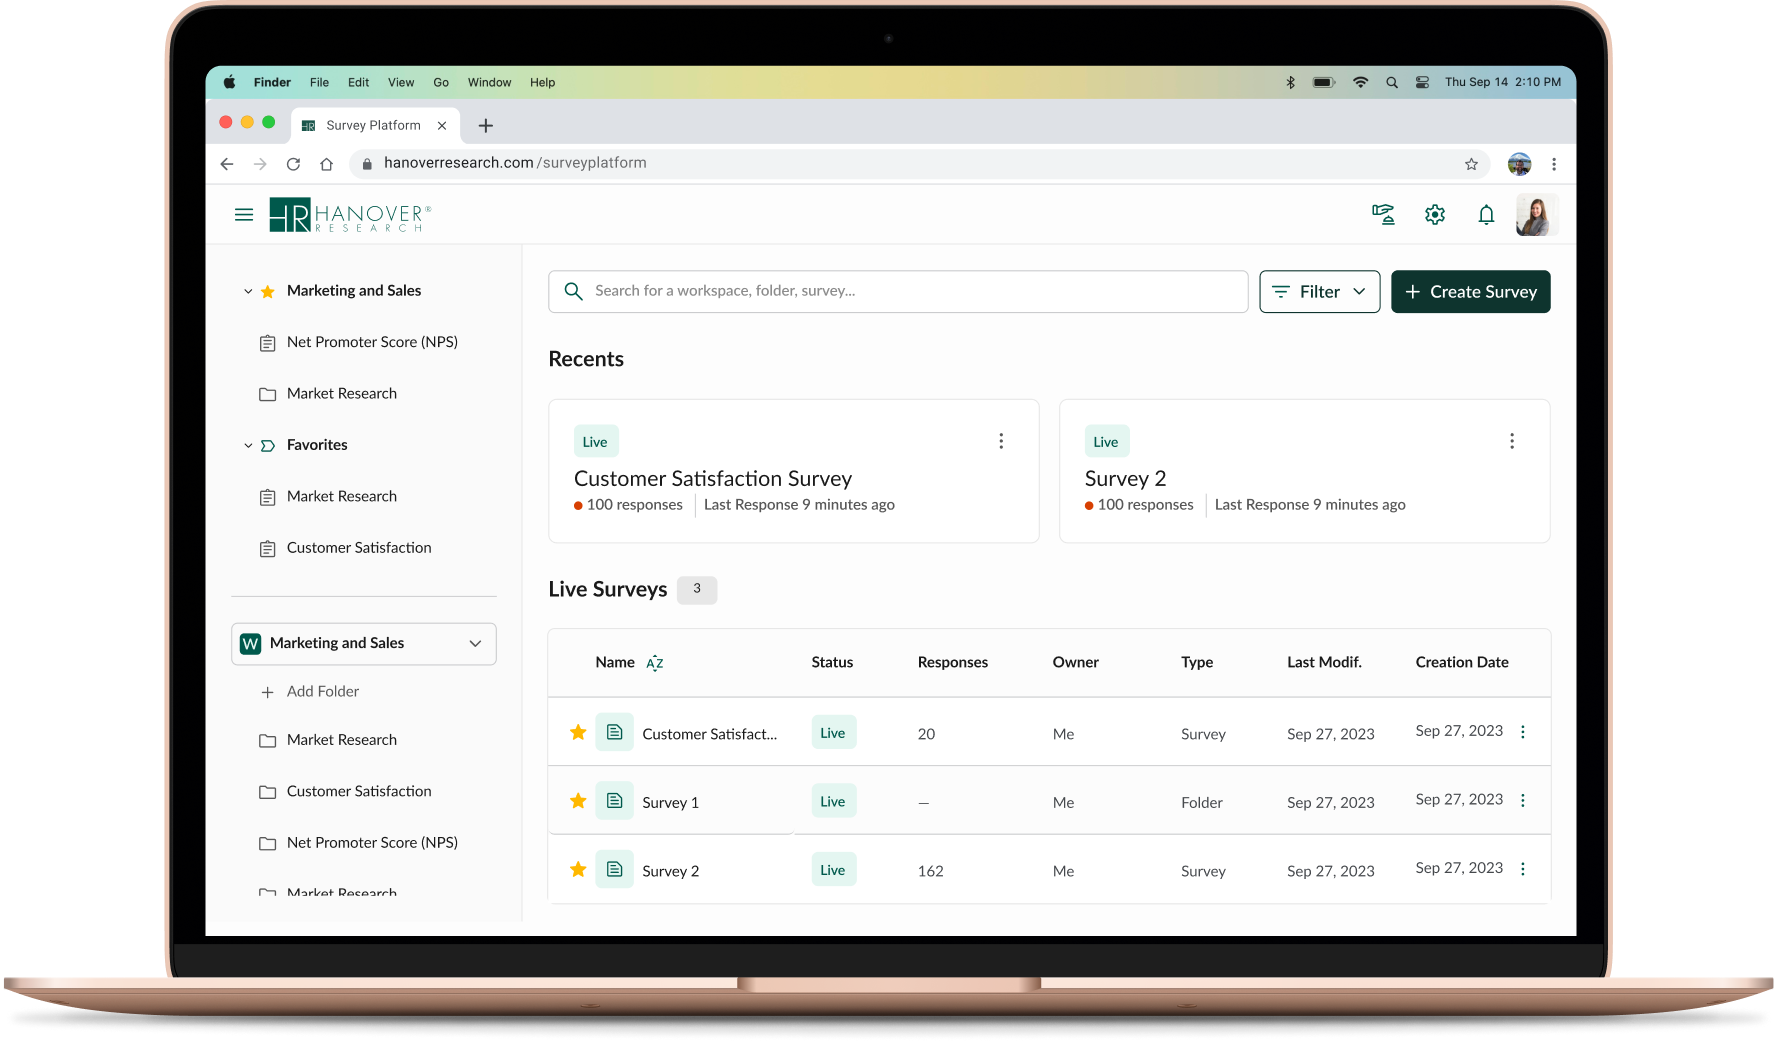 Finder File Edit View Go Window Help Thu Sep 14 2:10 PM
HR Survey Platform
hanoverresearch.com/surveyplatform
HR HANOVER®
RESEARCH
Marketing and Sales
Net Promoter Score (NPS)
Market Research
Favorites
Market Research
Customer Satisfaction
W Marketing and Sales
Add Folder
Market Research
Customer Satisfaction
Net Promoter Score (NPS)
Market Research
Search for a workspace, folder, survey...
Filter
+ Create Survey
Recents
Live
Customer Satisfaction Survey
100 responses Last Response 9 minutes ago
Live
Survey 2
100 responses Last Response 9 minutes ago
Live Surveys 3
Name AZ Status Responses Owner Type Last Modif. Creation Date
Customer Satisfact... Live 20 Me Survey Sep 27, 2023 Sep 27, 2023
Survey 1 Live — Me Folder Sep 27, 2023 Sep 27, 2023
Survey 2 Live 162 Me Survey Sep 27, 2023 Sep 27, 2023